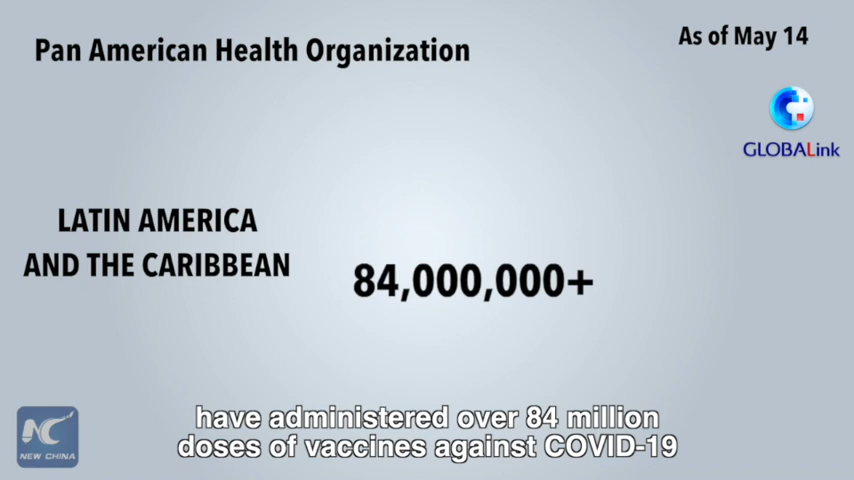 Pan American Health Organization
As of May 14
GLOBALink
LATIN AMERICA
AND THE CARIBBEAN
84,000,000+
have administered over 84 million
doses of vaccines against COVID-19
NC
NEW CHINA